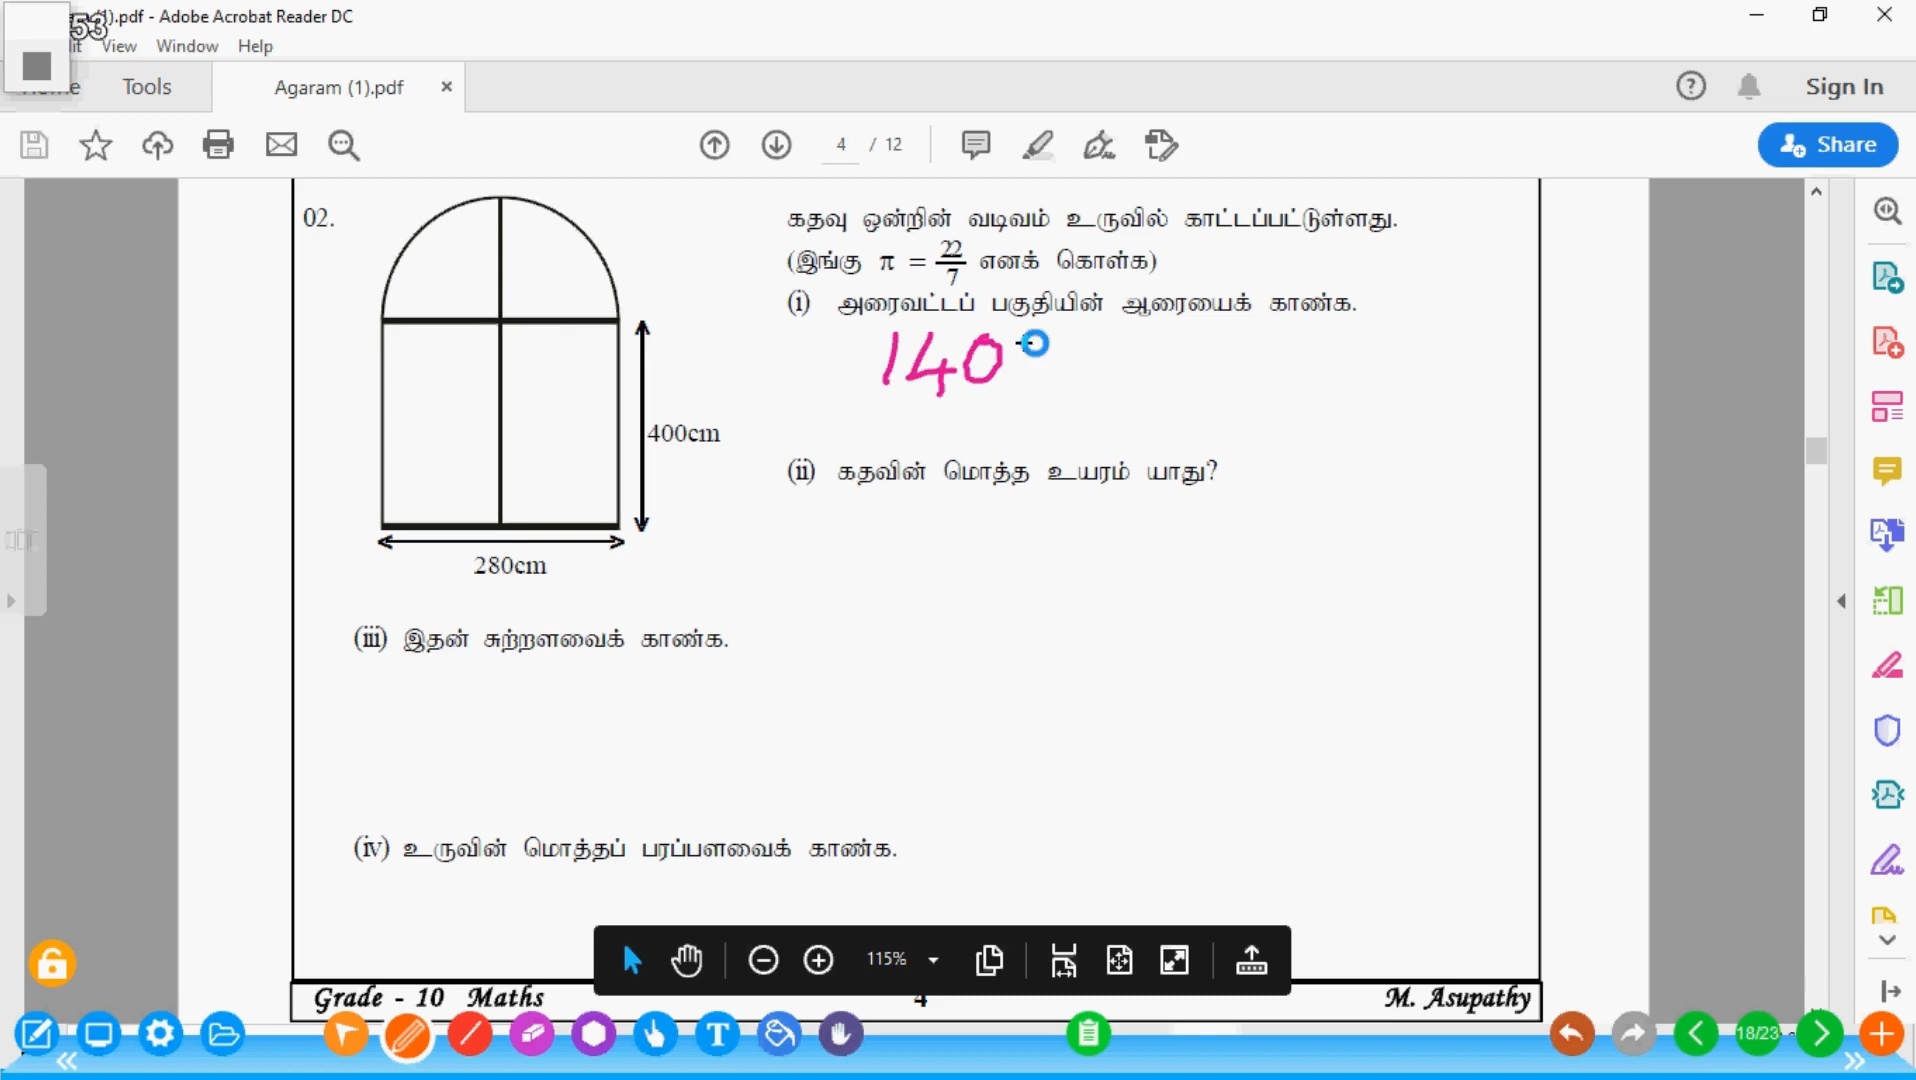 (1).pdf - Adobe Acrobat Reader DC
53
View Window Help
Tools
Agaram (1).pdf
Sign In
4 / 12
Share
02.
கதவு ஒன்றின் வடிவம் உருவில் காட்டப்பட்டுள்ளது.
(இங்கு π = 22/7 எனக் கொள்க)
(i) அரைவட்டப் பகுதியின் ஆரையைக் காண்க.
140
400cm
(ii) கதவின் மொத்த உயரம் யாது?
280cm
(iii) இதன் சுற்றளவைக் காண்க.
(iv) உருவின் மொத்தப் பரப்பளவைக் காண்க.
115%
Grade - 10 Maths
4
M. Asupathy
18/23